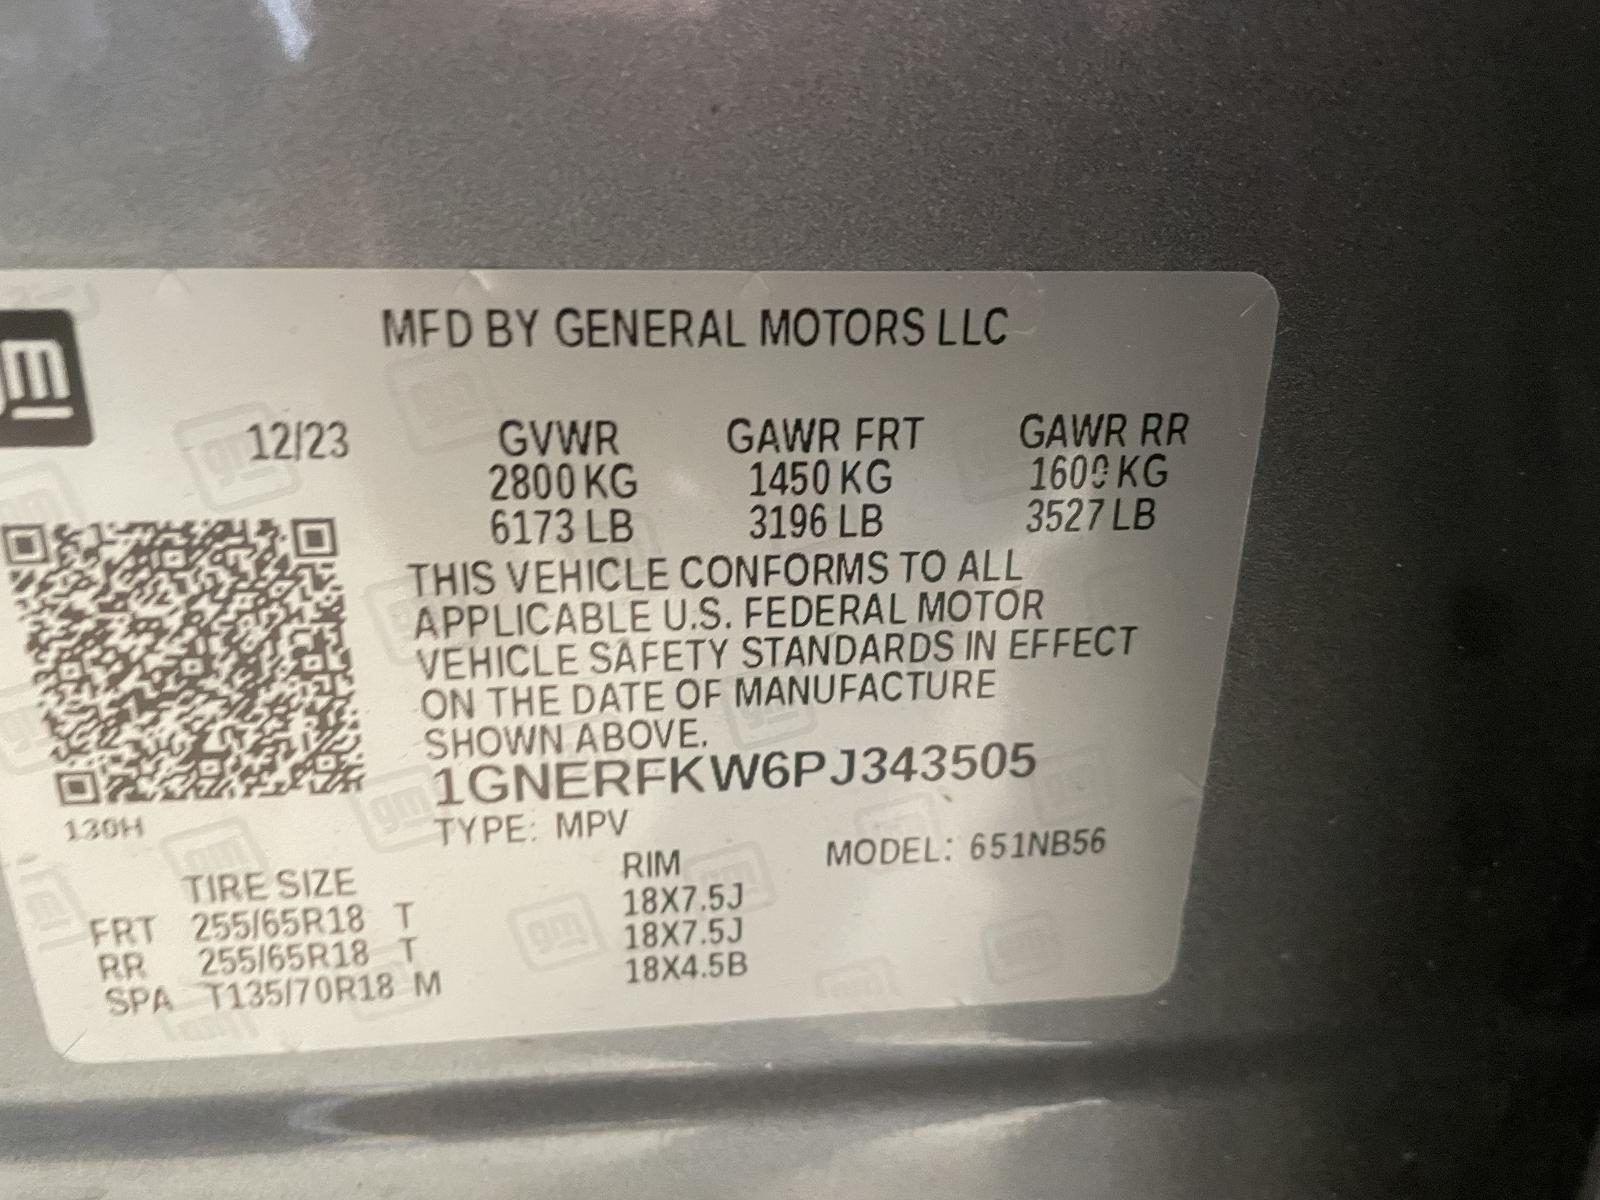 MFD BY GENERAL MOTORS LLC
12/23 GVWR GAWR FRT GAWR RR
2800 KG 1450 KG 1600 KG
6173 LB 3196 LB 3527 LB
THIS VEHICLE CONFORMS TO ALL
APPLICABLE U.S. FEDERAL MOTOR
VEHICLE SAFETY STANDARDS IN EFFECT
ON THE DATE OF MANUFACTURE
SHOWN ABOVE.
1GNERFKW6PJ343505
130H
TYPE: MPV MODEL: 651NB56
TIRE SIZE RIM
FRT 255/65R18 T 18X7.5J
RR 255/65R18 T 18X7.5J
SPA T135/70R18 M 18X4.5B